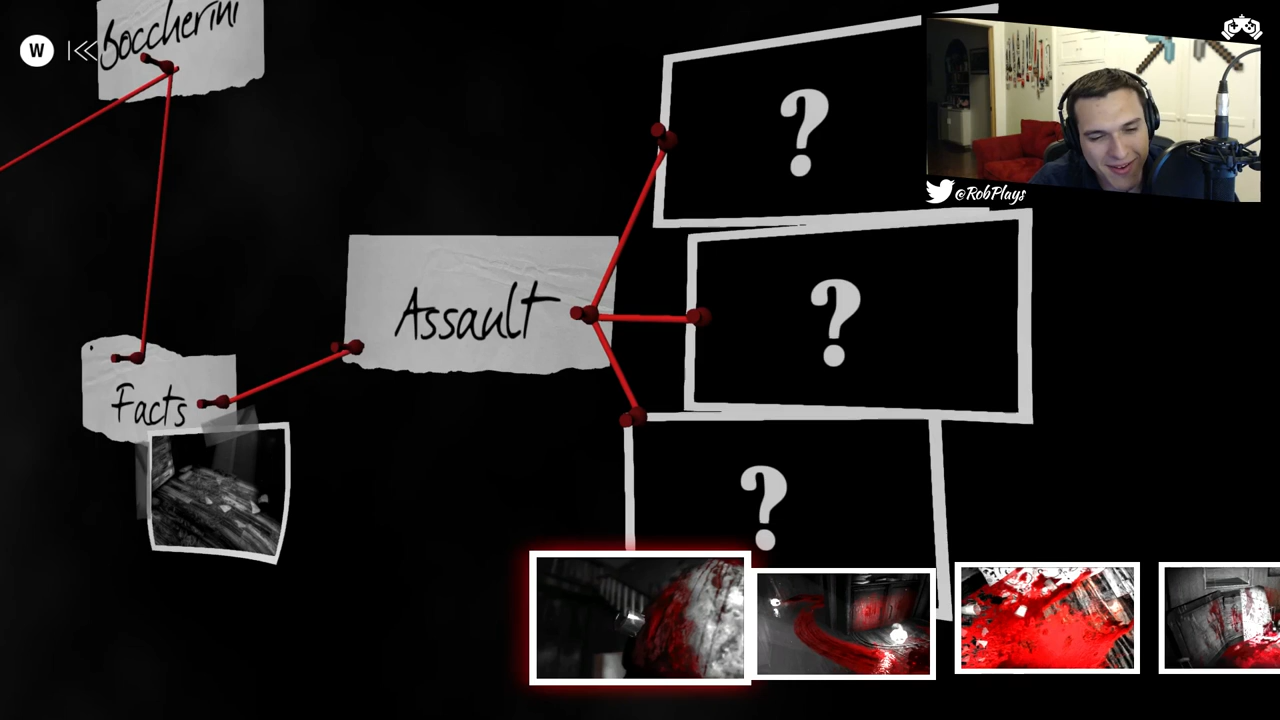 Boccherini
W
?
@RobPlays
?
Assault
Facts
?